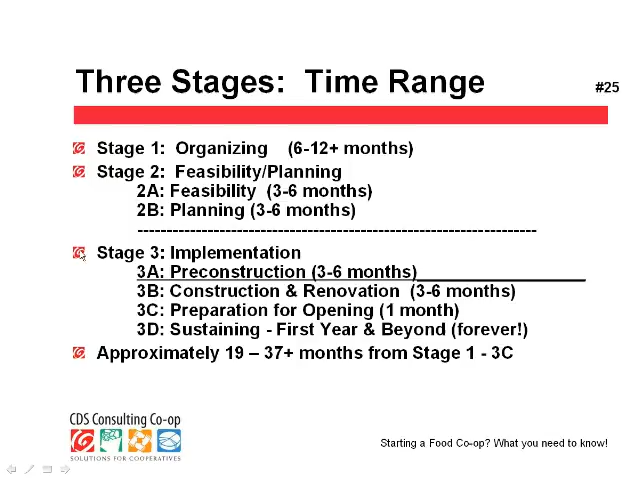 Three Stages:  Time Range
#25
Stage 1:  Organizing    (6-12+ months)
Stage 2:  Feasibility/Planning
2A: Feasibility  (3-6 months)
2B: Planning (3-6 months)
--------------------------------------------------------------------
Stage 3: Implementation
3A: Preconstruction (3-6 months)__________________
3B: Construction & Renovation  (3-6 months)
3C: Preparation for Opening (1 month)
3D: Sustaining - First Year & Beyond (forever!)
Approximately 19 – 37+ months from Stage 1 - 3C
CDS Consulting Co-op
SOLUTIONS FOR COOPERATIVES
Starting a Food Co-op? What you need to know!